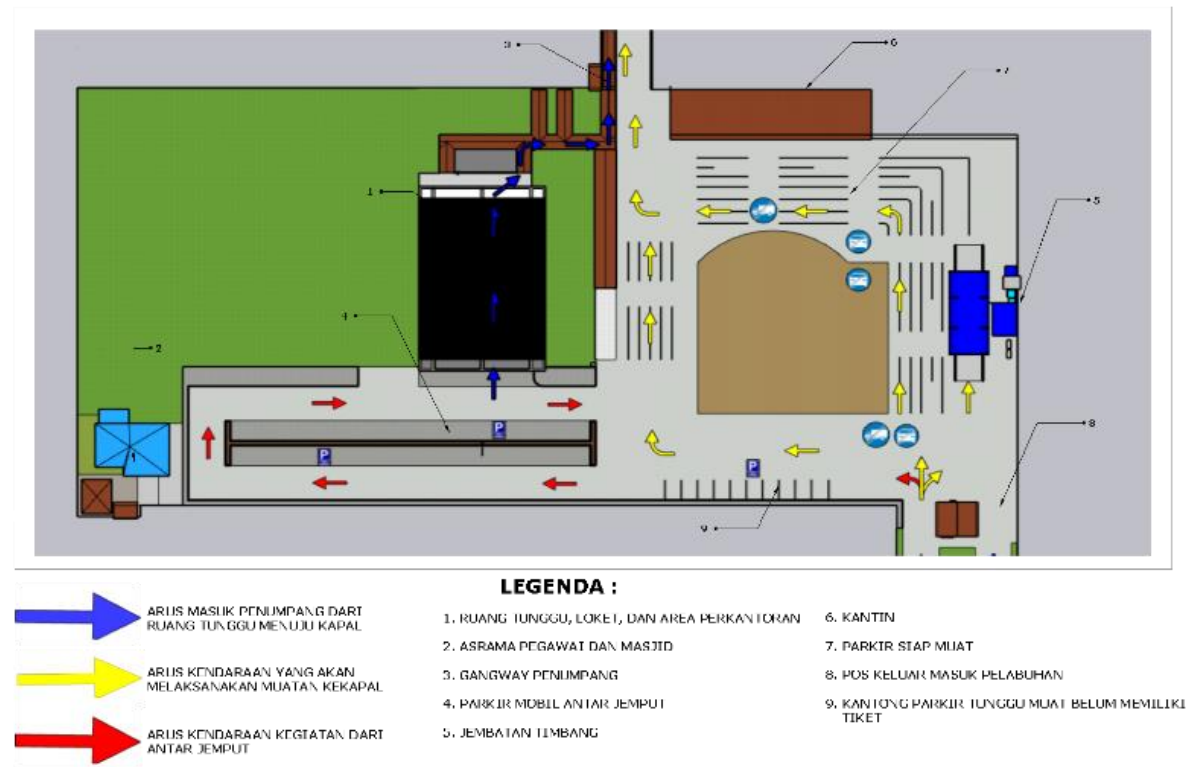 3
6
7
1
5
4
2
P
P
1
P
8
9
LEGENDA :
ARUS MASUK PENUMPANG DARI
RUANG TUNGGU MENUJU KAPAL
ARUS KENDARAAN YANG AKAN
MELAKSANAKAN MUATAN KEKAPAL
ARUS KENDARAAN KEGIATAN DARI
ANTAR JEMPUT
1. RUANG TUNGGU, LOKET, DAN AREA PERKANTORAN
2. ASRAMA PEGAWAI DAN MASJID
3. GANGWAY PENUMPANG
4. PARKIR MOBIL ANTAR JEMPUT
5. JEMBATAN TIMBANG
6. KANTIN
7. PARKIR SIAP MUAT
8. POS KELUAR MASUK PELABUHAN
9. KANTONG PARKIR TUNGGU MUAT BELUM MEMILIKI
TIKET